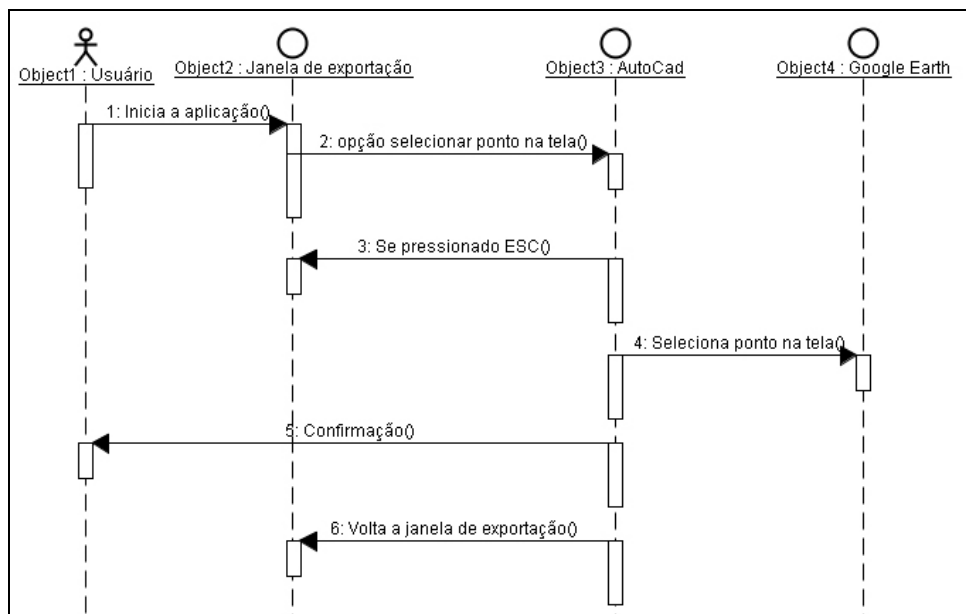 Object1 : Usuário
Object2 : Janela de exportação
Object3 : AutoCad
Object4 : Google Earth
1: Inicia a aplicação()
2: opção selecionar ponto na tela()
3: Se pressionado ESC()
4: Seleciona ponto na tela()
5: Confirmação()
6: Volta a janela de exportação()